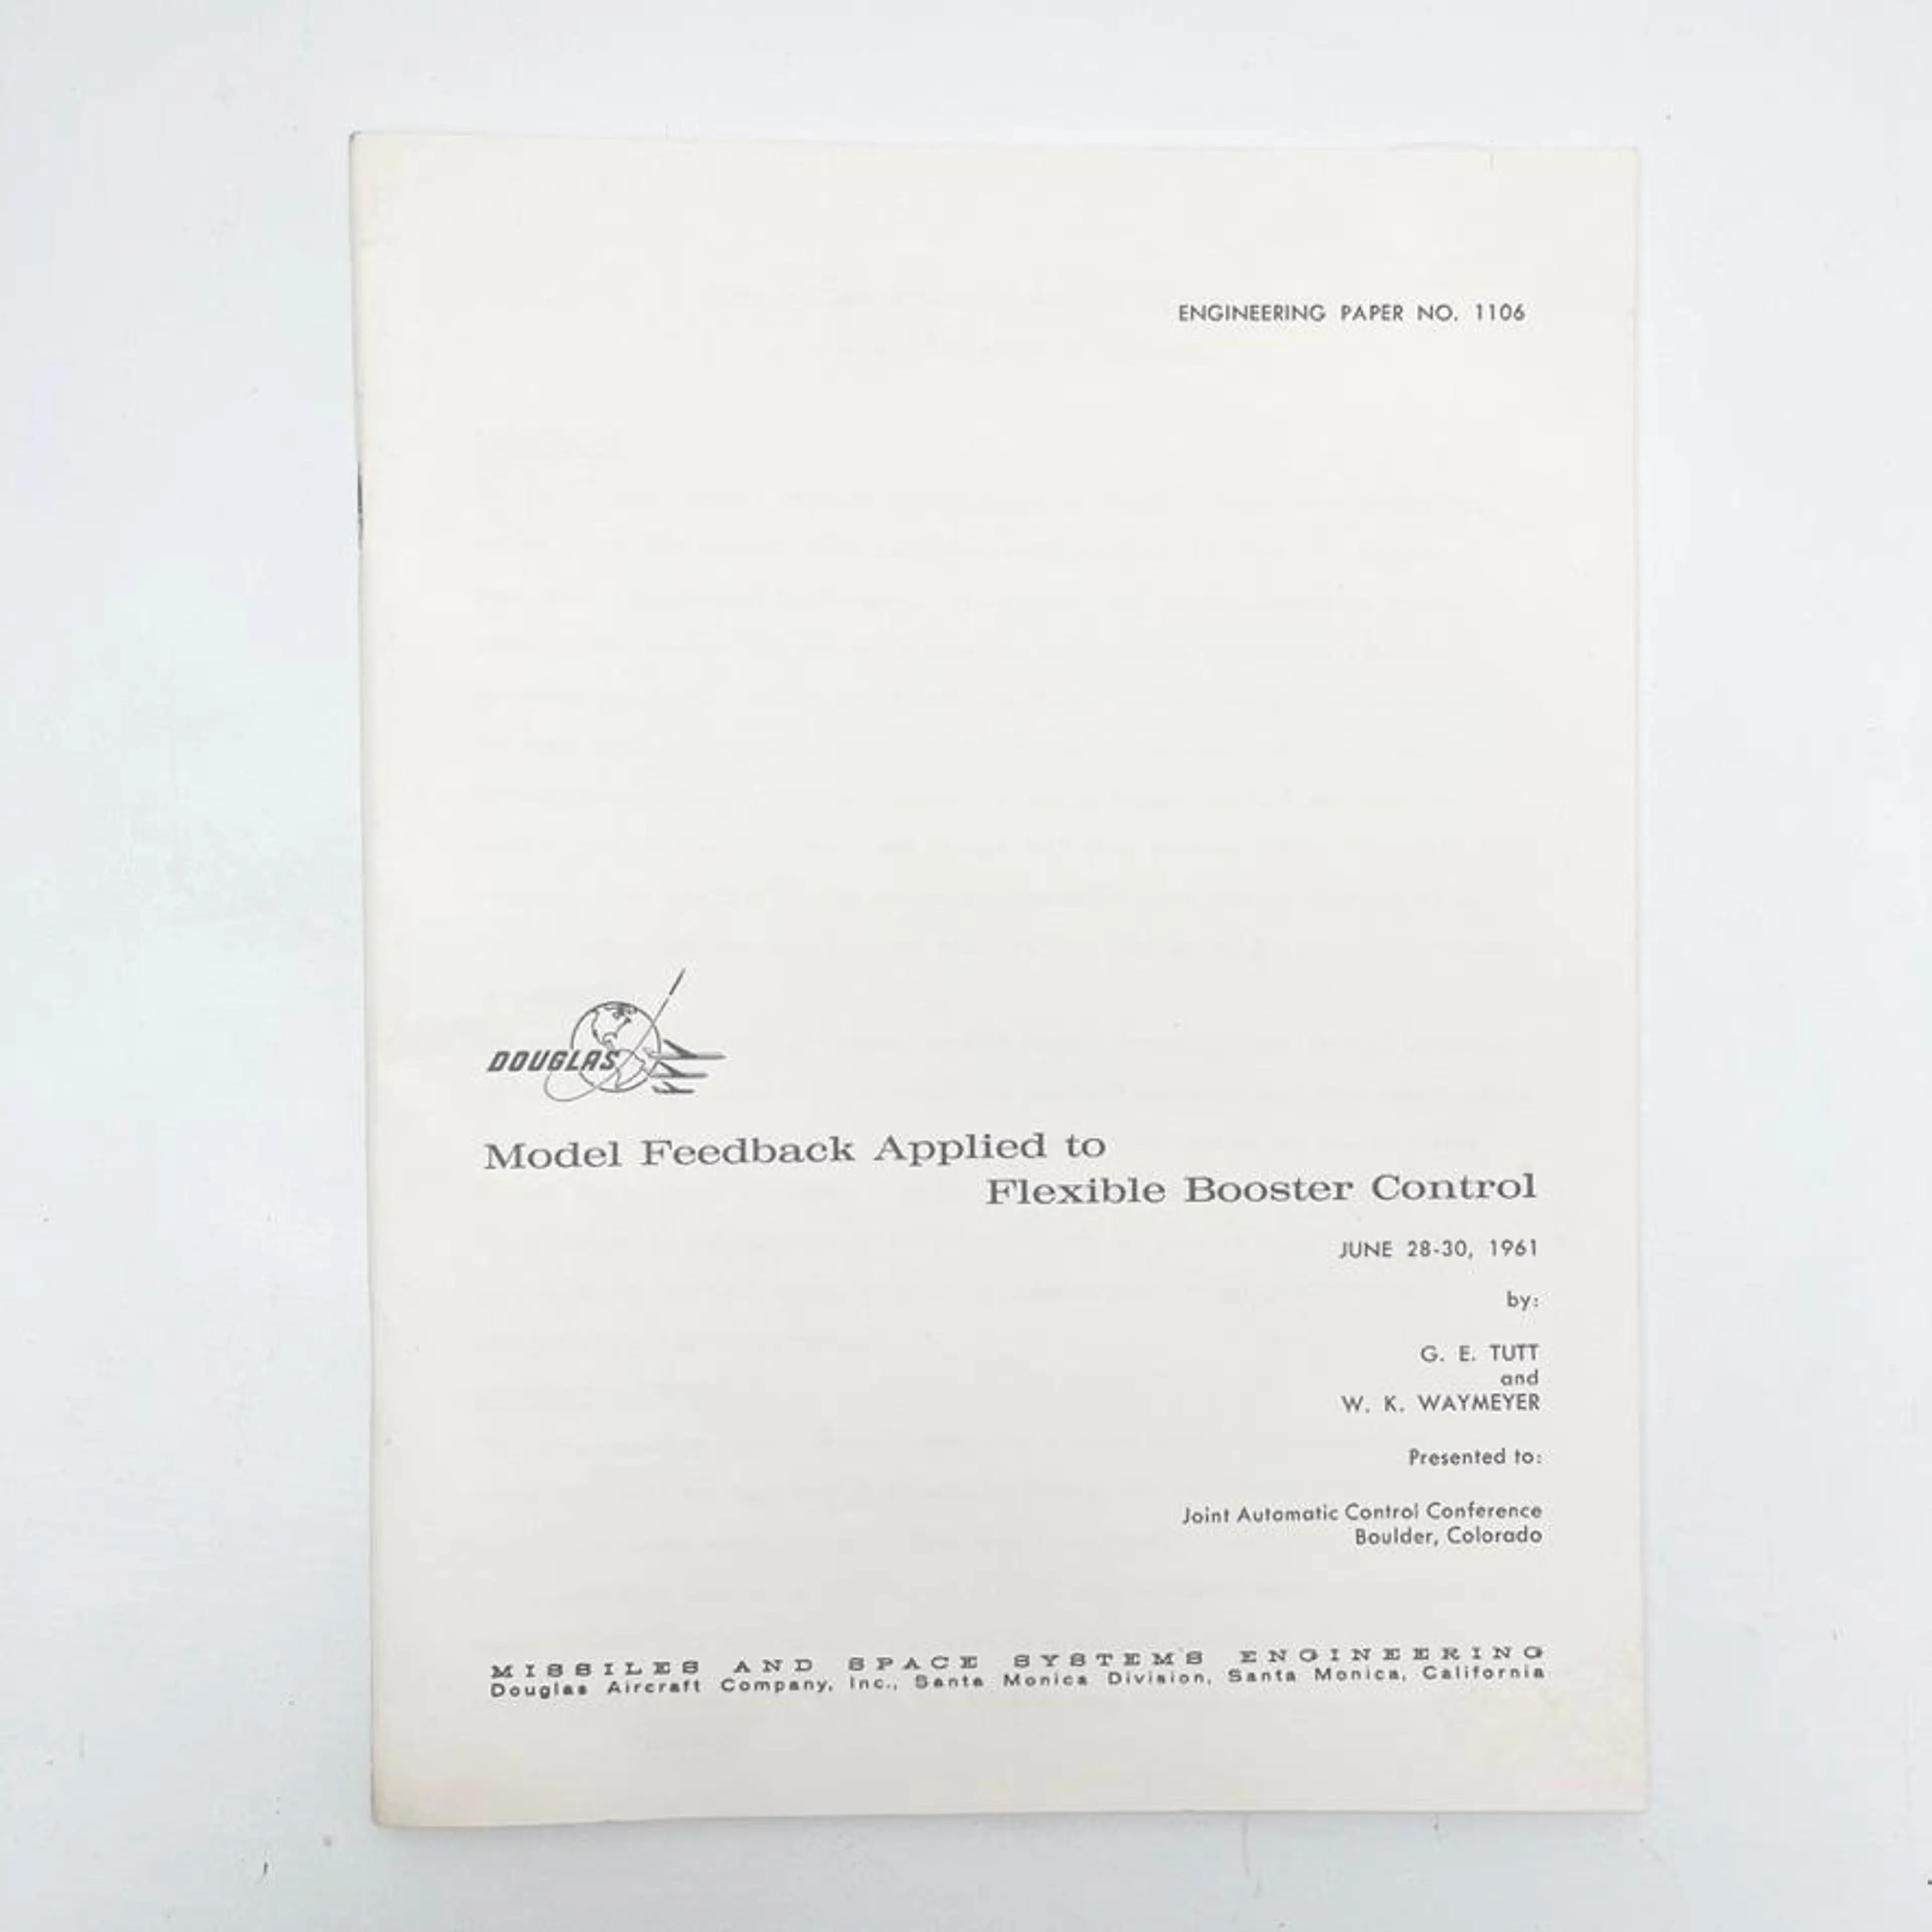 ENGINEERING PAPER NO. 1106
DOUGLAS
Model Feedback Applied to
Flexible Booster Control
JUNE 28-30, 1961
by:
G. E. TUTT
and
W. K. WAYMEYER
Presented to:
Joint Automatic Control Conference
Boulder, Colorado
MISSILES AND SPACE SYSTEMS ENGINEERING
Douglas Aircraft Company, Inc., Santa Monica Division, Santa Monica, California